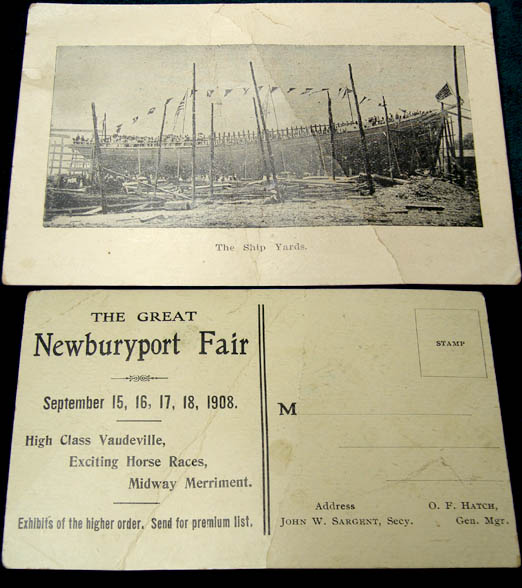 The Ship Yards.
THE GREAT
Newburyport Fair
September 15, 16, 17, 18, 1908.
High Class Vaudeville,
Exciting Horse Races,
Midway Merriment.
Exhibits of the higher order. Send for premium list.
STAMP
M
Address
JOHN W. SARGENT, Secy.
O. F. HATCH,
Gen. Mgr.